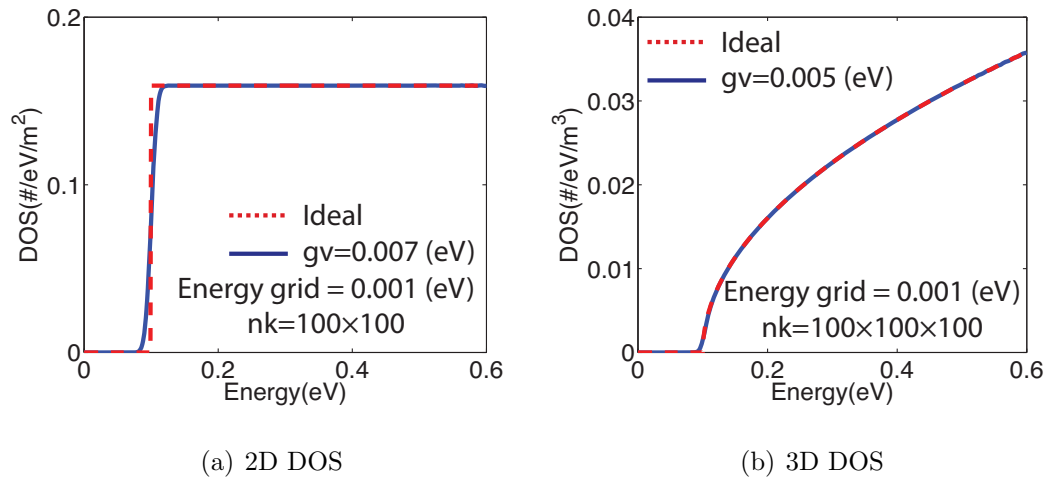 0.2
0.1
0
DOS(#/eV/m²)
Ideal
gv=0.007 (eV)
Energy grid = 0.001 (eV)
nk=100×100
0 0.2 0.4 0.6
Energy(eV)
(a) 2D DOS
0.04
0.03
0.02
0.01
0
DOS(#/eV/m³)
Ideal
gv=0.005 (eV)
Energy grid = 0.001 (eV)
nk=100×100×100
0 0.2 0.4 0.6
Energy(eV)
(b) 3D DOS